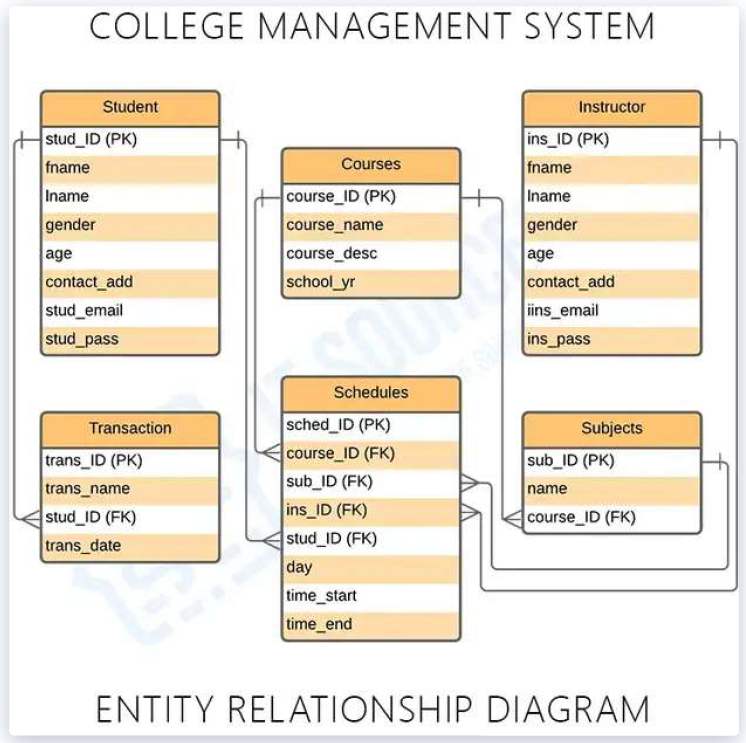 COLLEGE MANAGEMENT SYSTEM
Student
stud_ID (PK)
fname
lname
gender
age
contact_add
stud_email
stud_pass
Courses
course_ID (PK)
course_name
course_desc
school_yr
Instructor
ins_ID (PK)
fname
lname
gender
age
contact_add
iins_email
ins_pass
Transaction
trans_ID (PK)
trans_name
stud_ID (FK)
trans_date
Schedules
sched_ID (PK)
course_ID (FK)
sub_ID (FK)
ins_ID (FK)
stud_ID (FK)
day
time_start
time_end
Subjects
sub_ID (PK)
name
course_ID (FK)
ENTITY RELATIONSHIP DIAGRAM